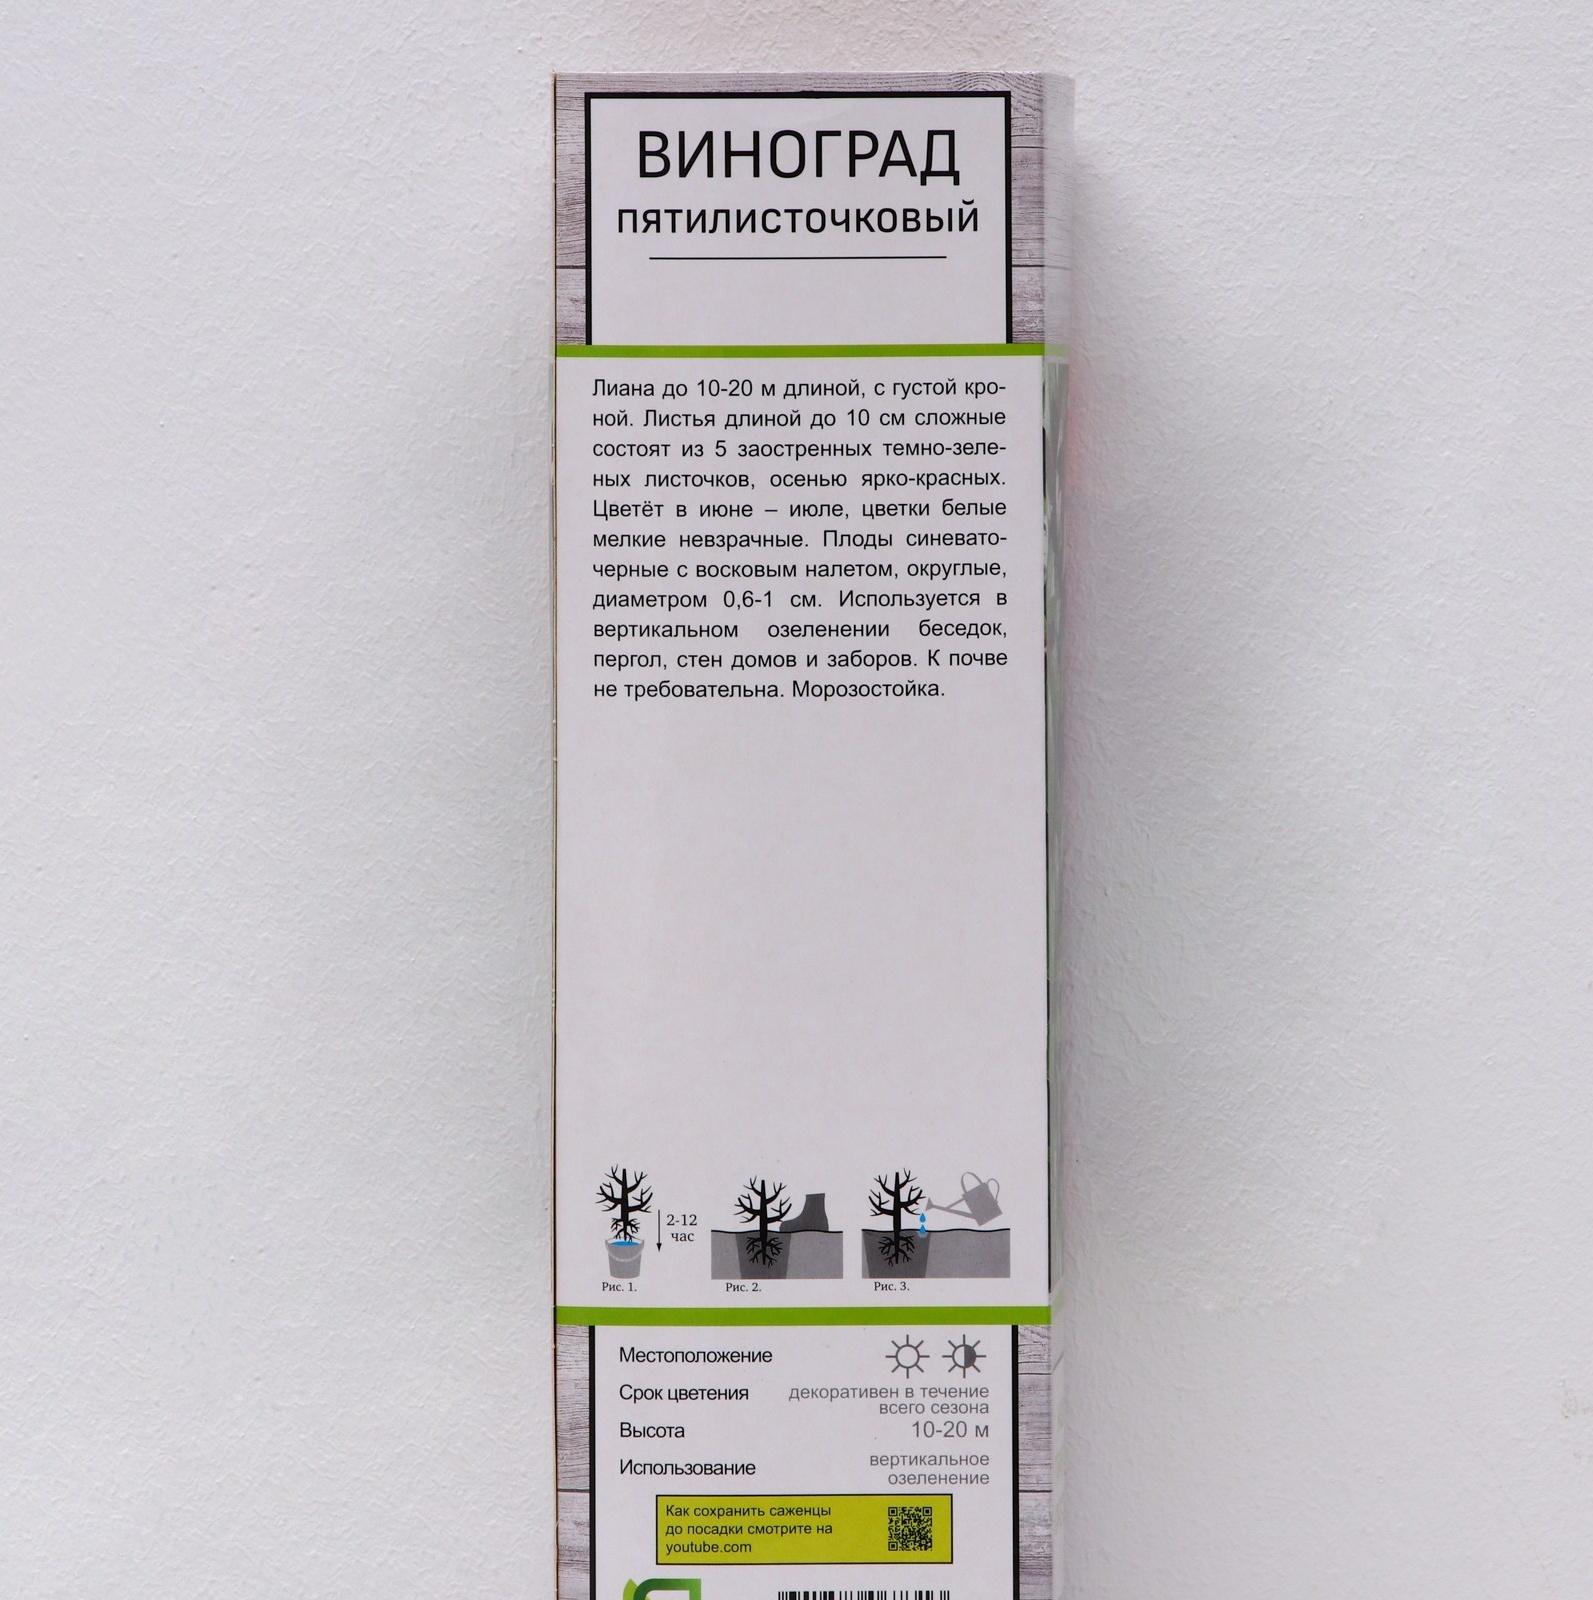 ВИНОГРАД
пятилисточковый
Лиана до 10-20 м длиной, с густой кро-
ной. Листья длиной до 10 см сложные
состоят из 5 заостренных темно-зеле-
ных листочков, осенью ярко-красных.
Цветёт в июне – июле, цветки белые
мелкие невзрачные. Плоды синевато-
черные с восковым налетом, округлые,
диаметром 0,6-1 см. Используется в
вертикальном озеленении беседок,
пергол, стен домов и заборов. К почве
не требовательна. Морозостойка.
2-12
час
Рис. 1.
Рис. 2.
Рис. 3.
Местоположение
Срок цветения декоративен в течение
всего сезона
Высота 10-20 м
Использование вертикальное
озеленение
Как сохранить саженцы
до посадки смотрите на
youtube.com